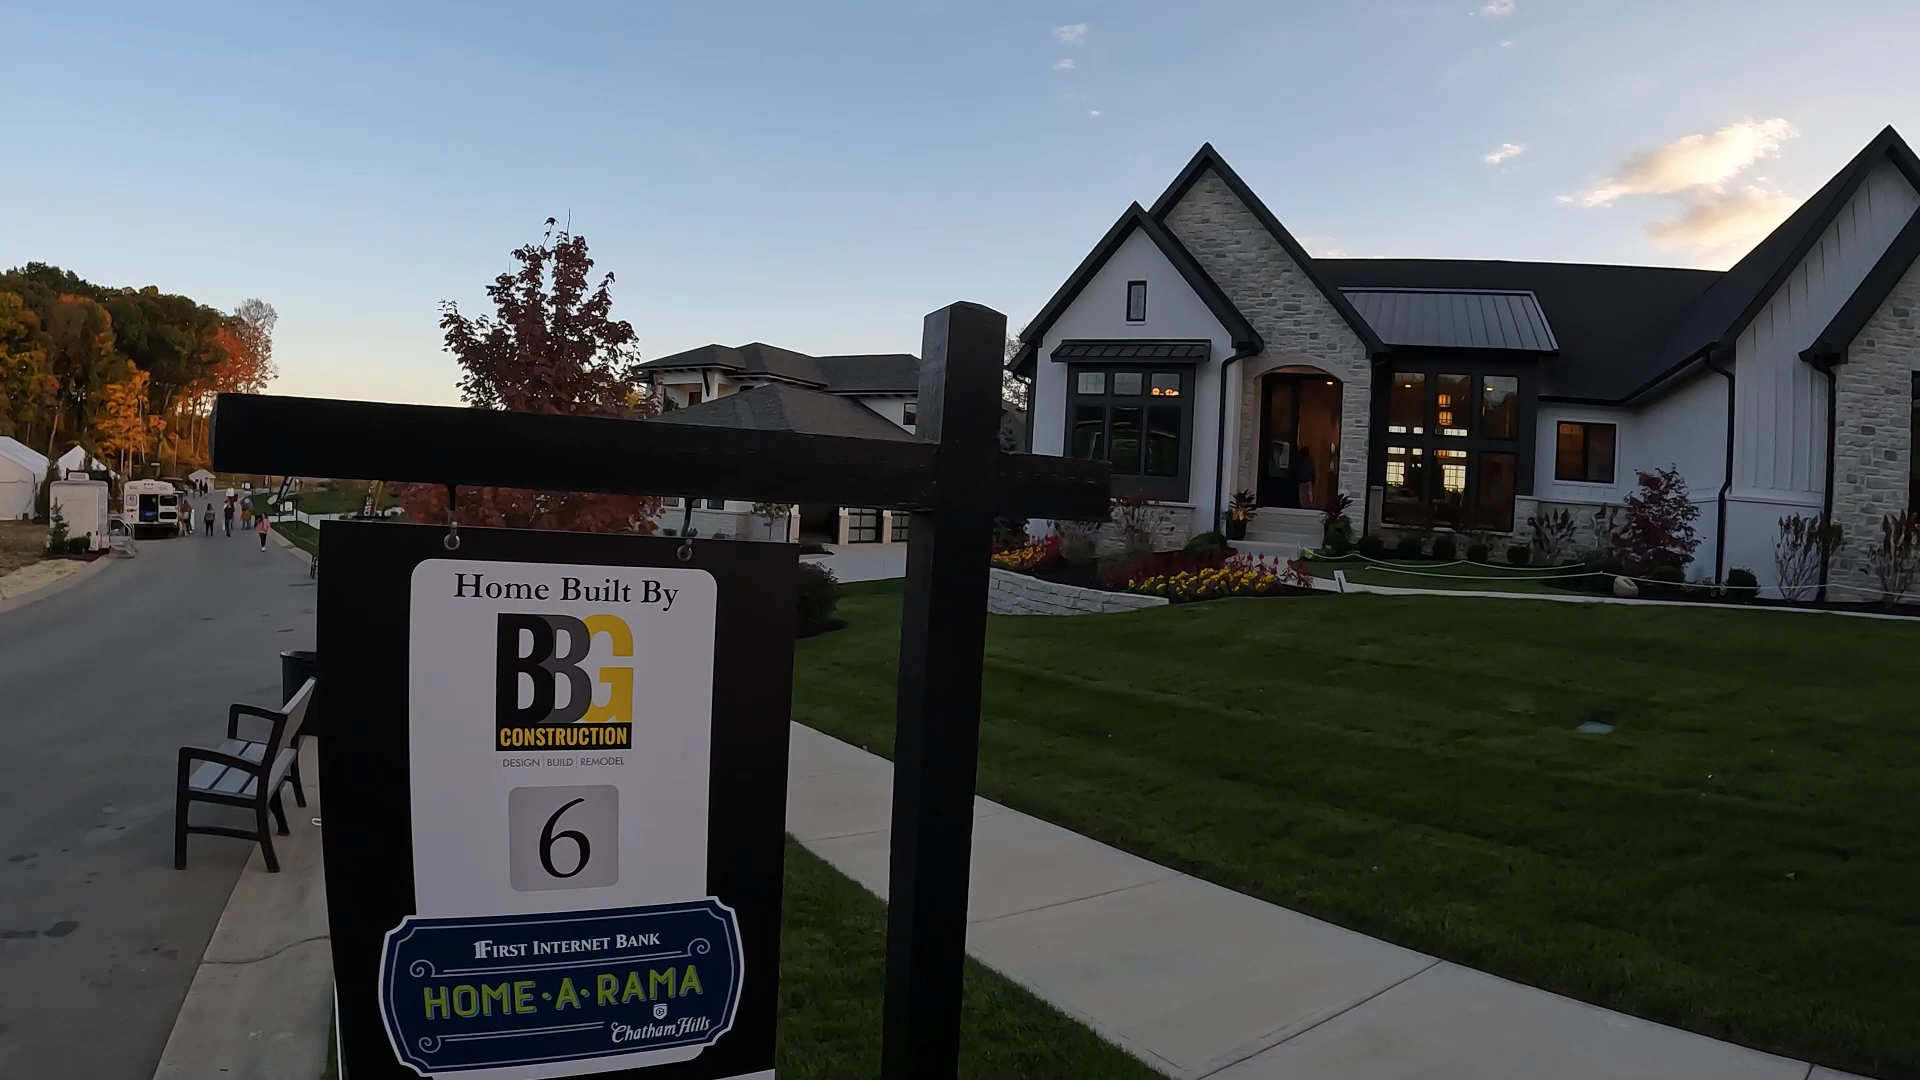 Home Built By
BBG
CONSTRUCTION
DESIGN | BUILD | REMODEL
6
FIRST INTERNET BANK
HOME·A·RAMA
Chatham Hills